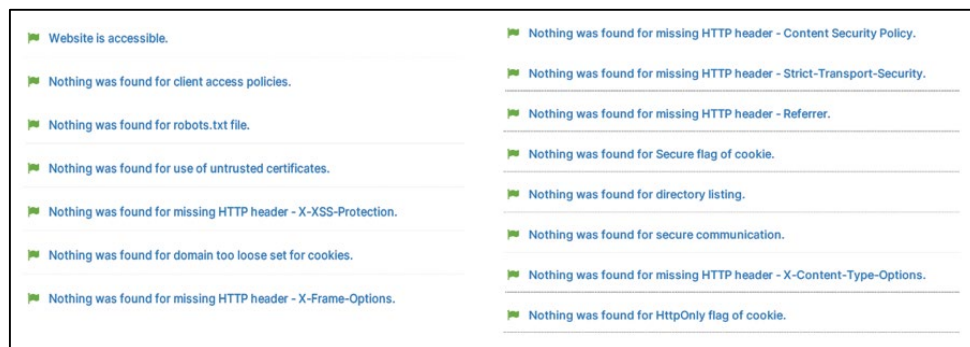 Website is accessible.
Nothing was found for client access policies.
Nothing was found for robots.txt file.
Nothing was found for use of untrusted certificates.
Nothing was found for missing HTTP header - X-XSS-Protection.
Nothing was found for domain too loose set for cookies.
Nothing was found for missing HTTP header - X-Frame-Options.
Nothing was found for missing HTTP header - Content Security Policy.
Nothing was found for missing HTTP header - Strict-Transport-Security.
Nothing was found for missing HTTP header - Referrer.
Nothing was found for Secure flag of cookie.
Nothing was found for directory listing.
Nothing was found for secure communication.
Nothing was found for missing HTTP header - X-Content-Type-Options.
Nothing was found for HttpOnly flag of cookie.